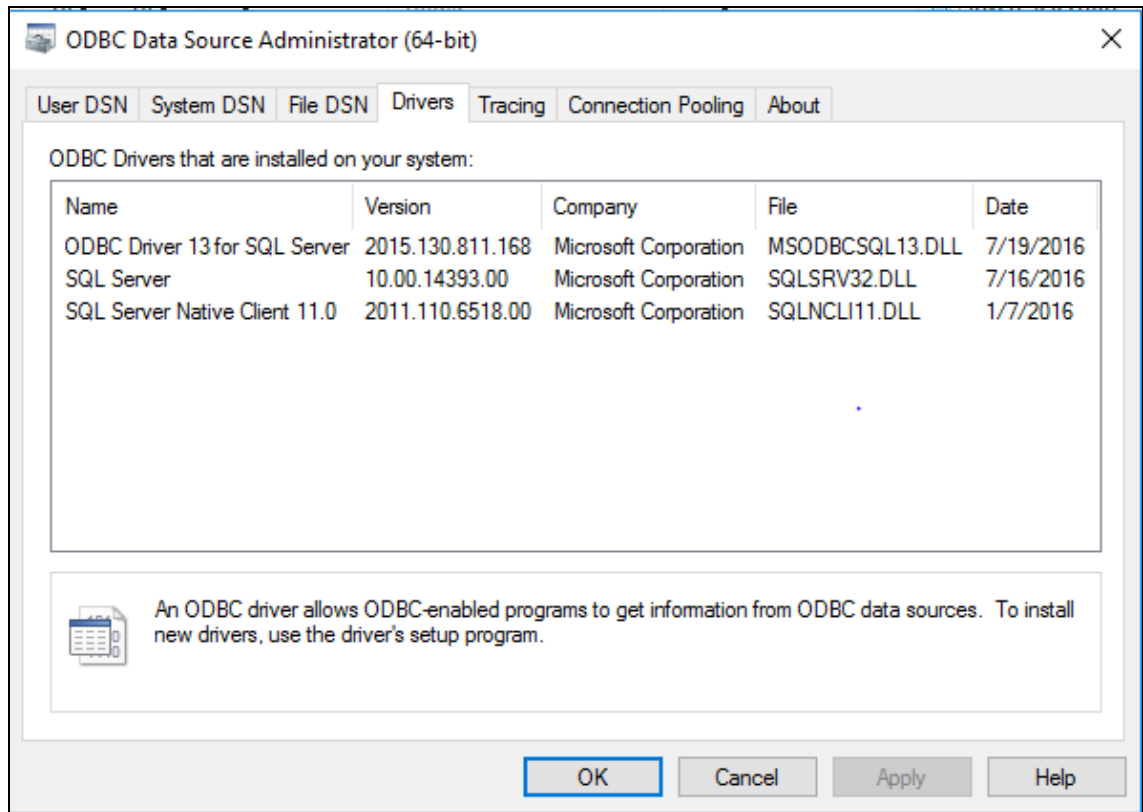 ODBC Data Source Administrator (64-bit)
User DSN System DSN File DSN Drivers Tracing Connection Pooling About
ODBC Drivers that are installed on your system:
Name Version Company File Date
ODBC Driver 13 for SQL Server 2015.130.811.168 Microsoft Corporation MSODBCSQL13.DLL 7/19/2016
SQL Server 10.00.14393.00 Microsoft Corporation SQLSRV32.DLL 7/16/2016
SQL Server Native Client 11.0 2011.110.6518.00 Microsoft Corporation SQLNCLI11.DLL 1/7/2016
An ODBC driver allows ODBC-enabled programs to get information from ODBC data sources. To install
new drivers, use the driver's setup program.
OK Cancel Apply Help